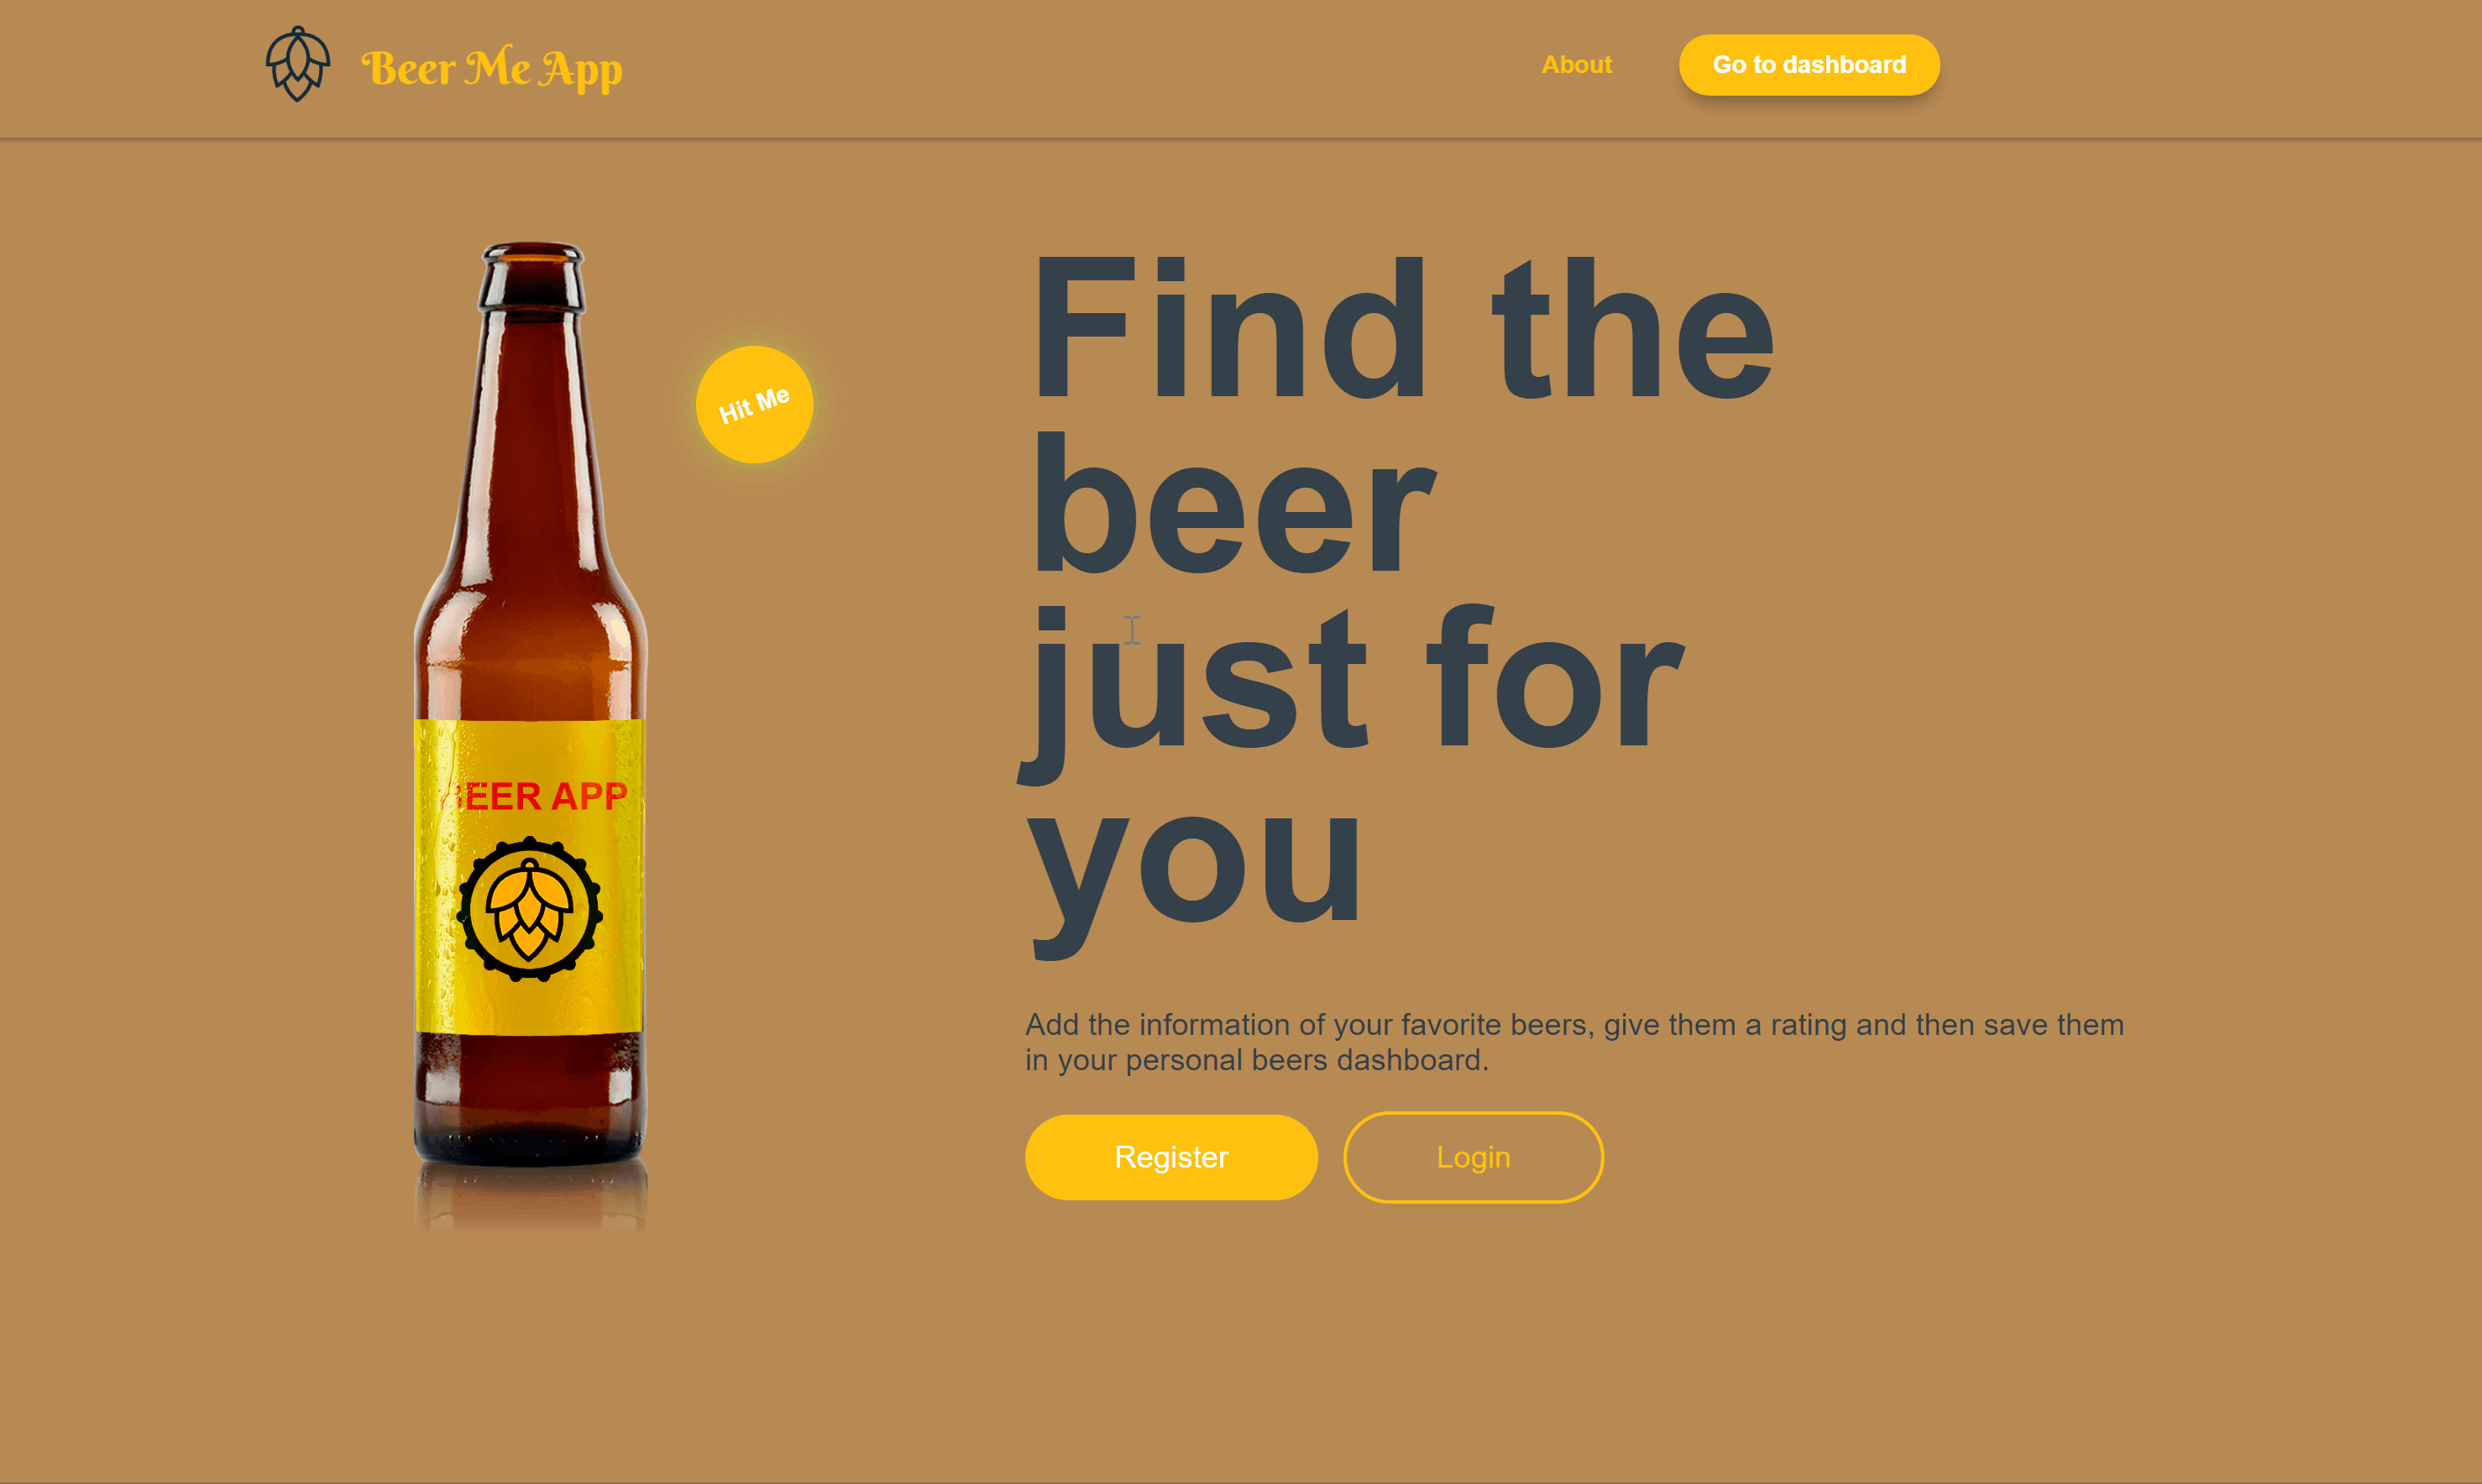 Beer Me App
About
Go to dashboard
Hit Me
Find the
beer
just for
you
BEER APP
Add the information of your favorite beers, give them a rating and then save them
in your personal beers dashboard.
Register
Login